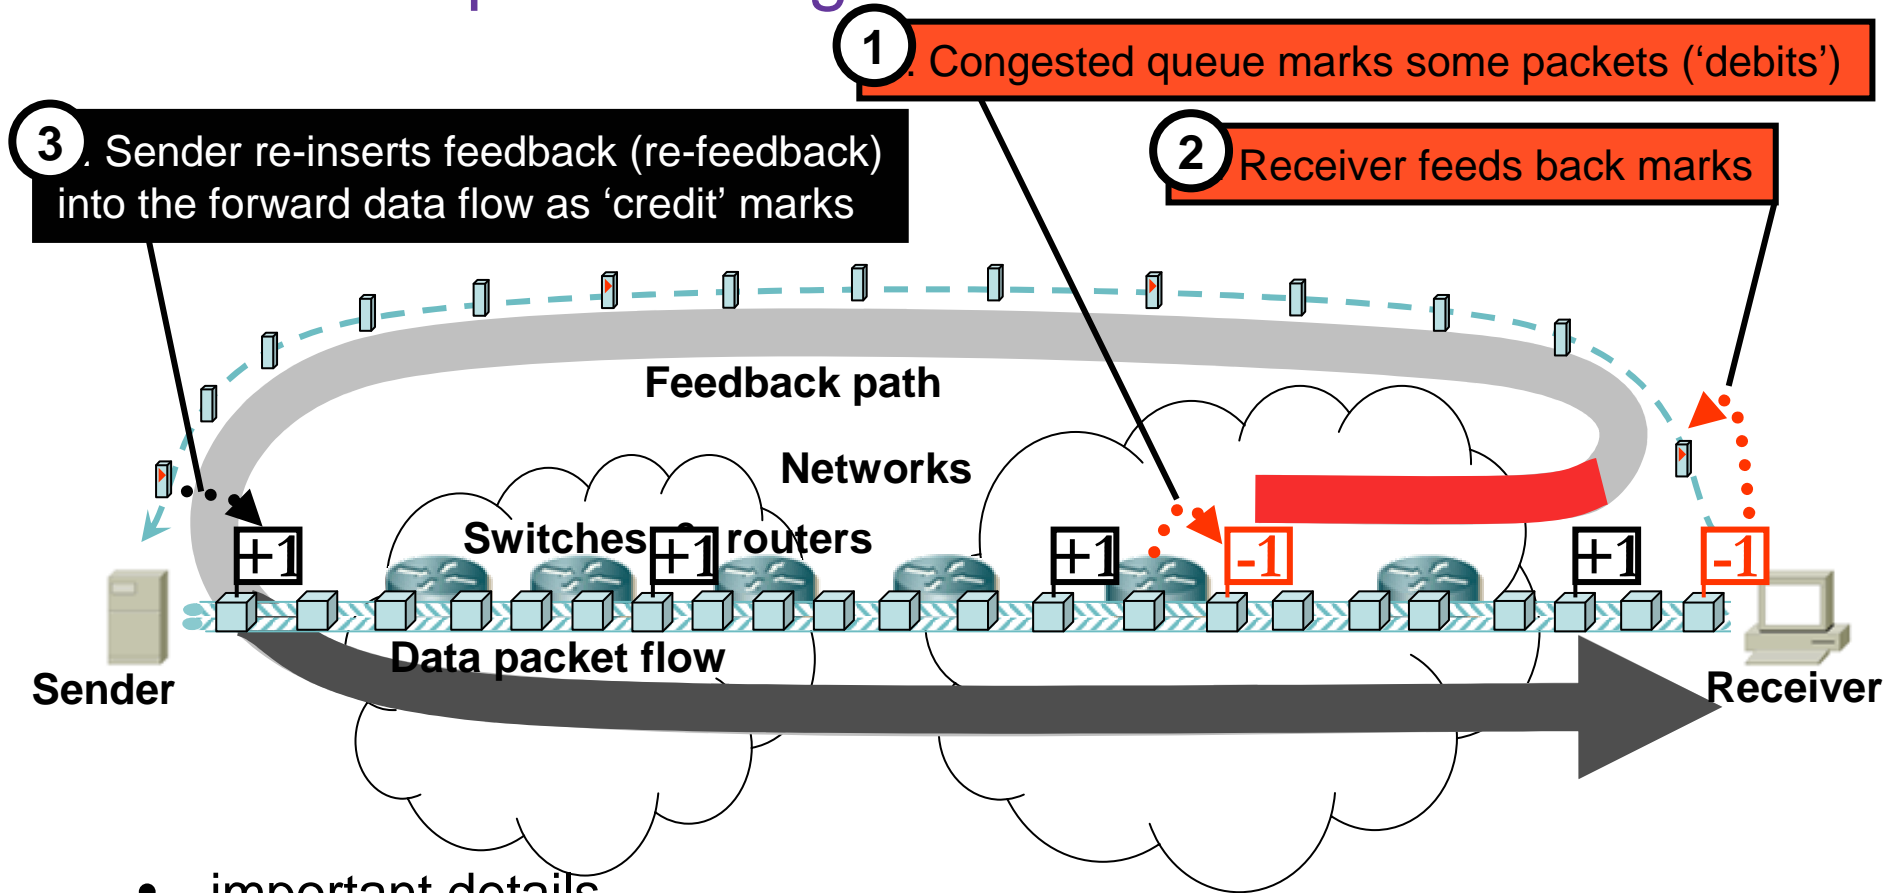 1. Congested queue marks some packets (‘debits’)
3. Sender re-inserts feedback (re-feedback)
into the forward data flow as ‘credit’ marks
2 Receiver feeds back marks
Feedback path
Networks
Switches & routers
+1
+1
+1
-1
+1
-1
Data packet flow
Sender
Receiver
• important details